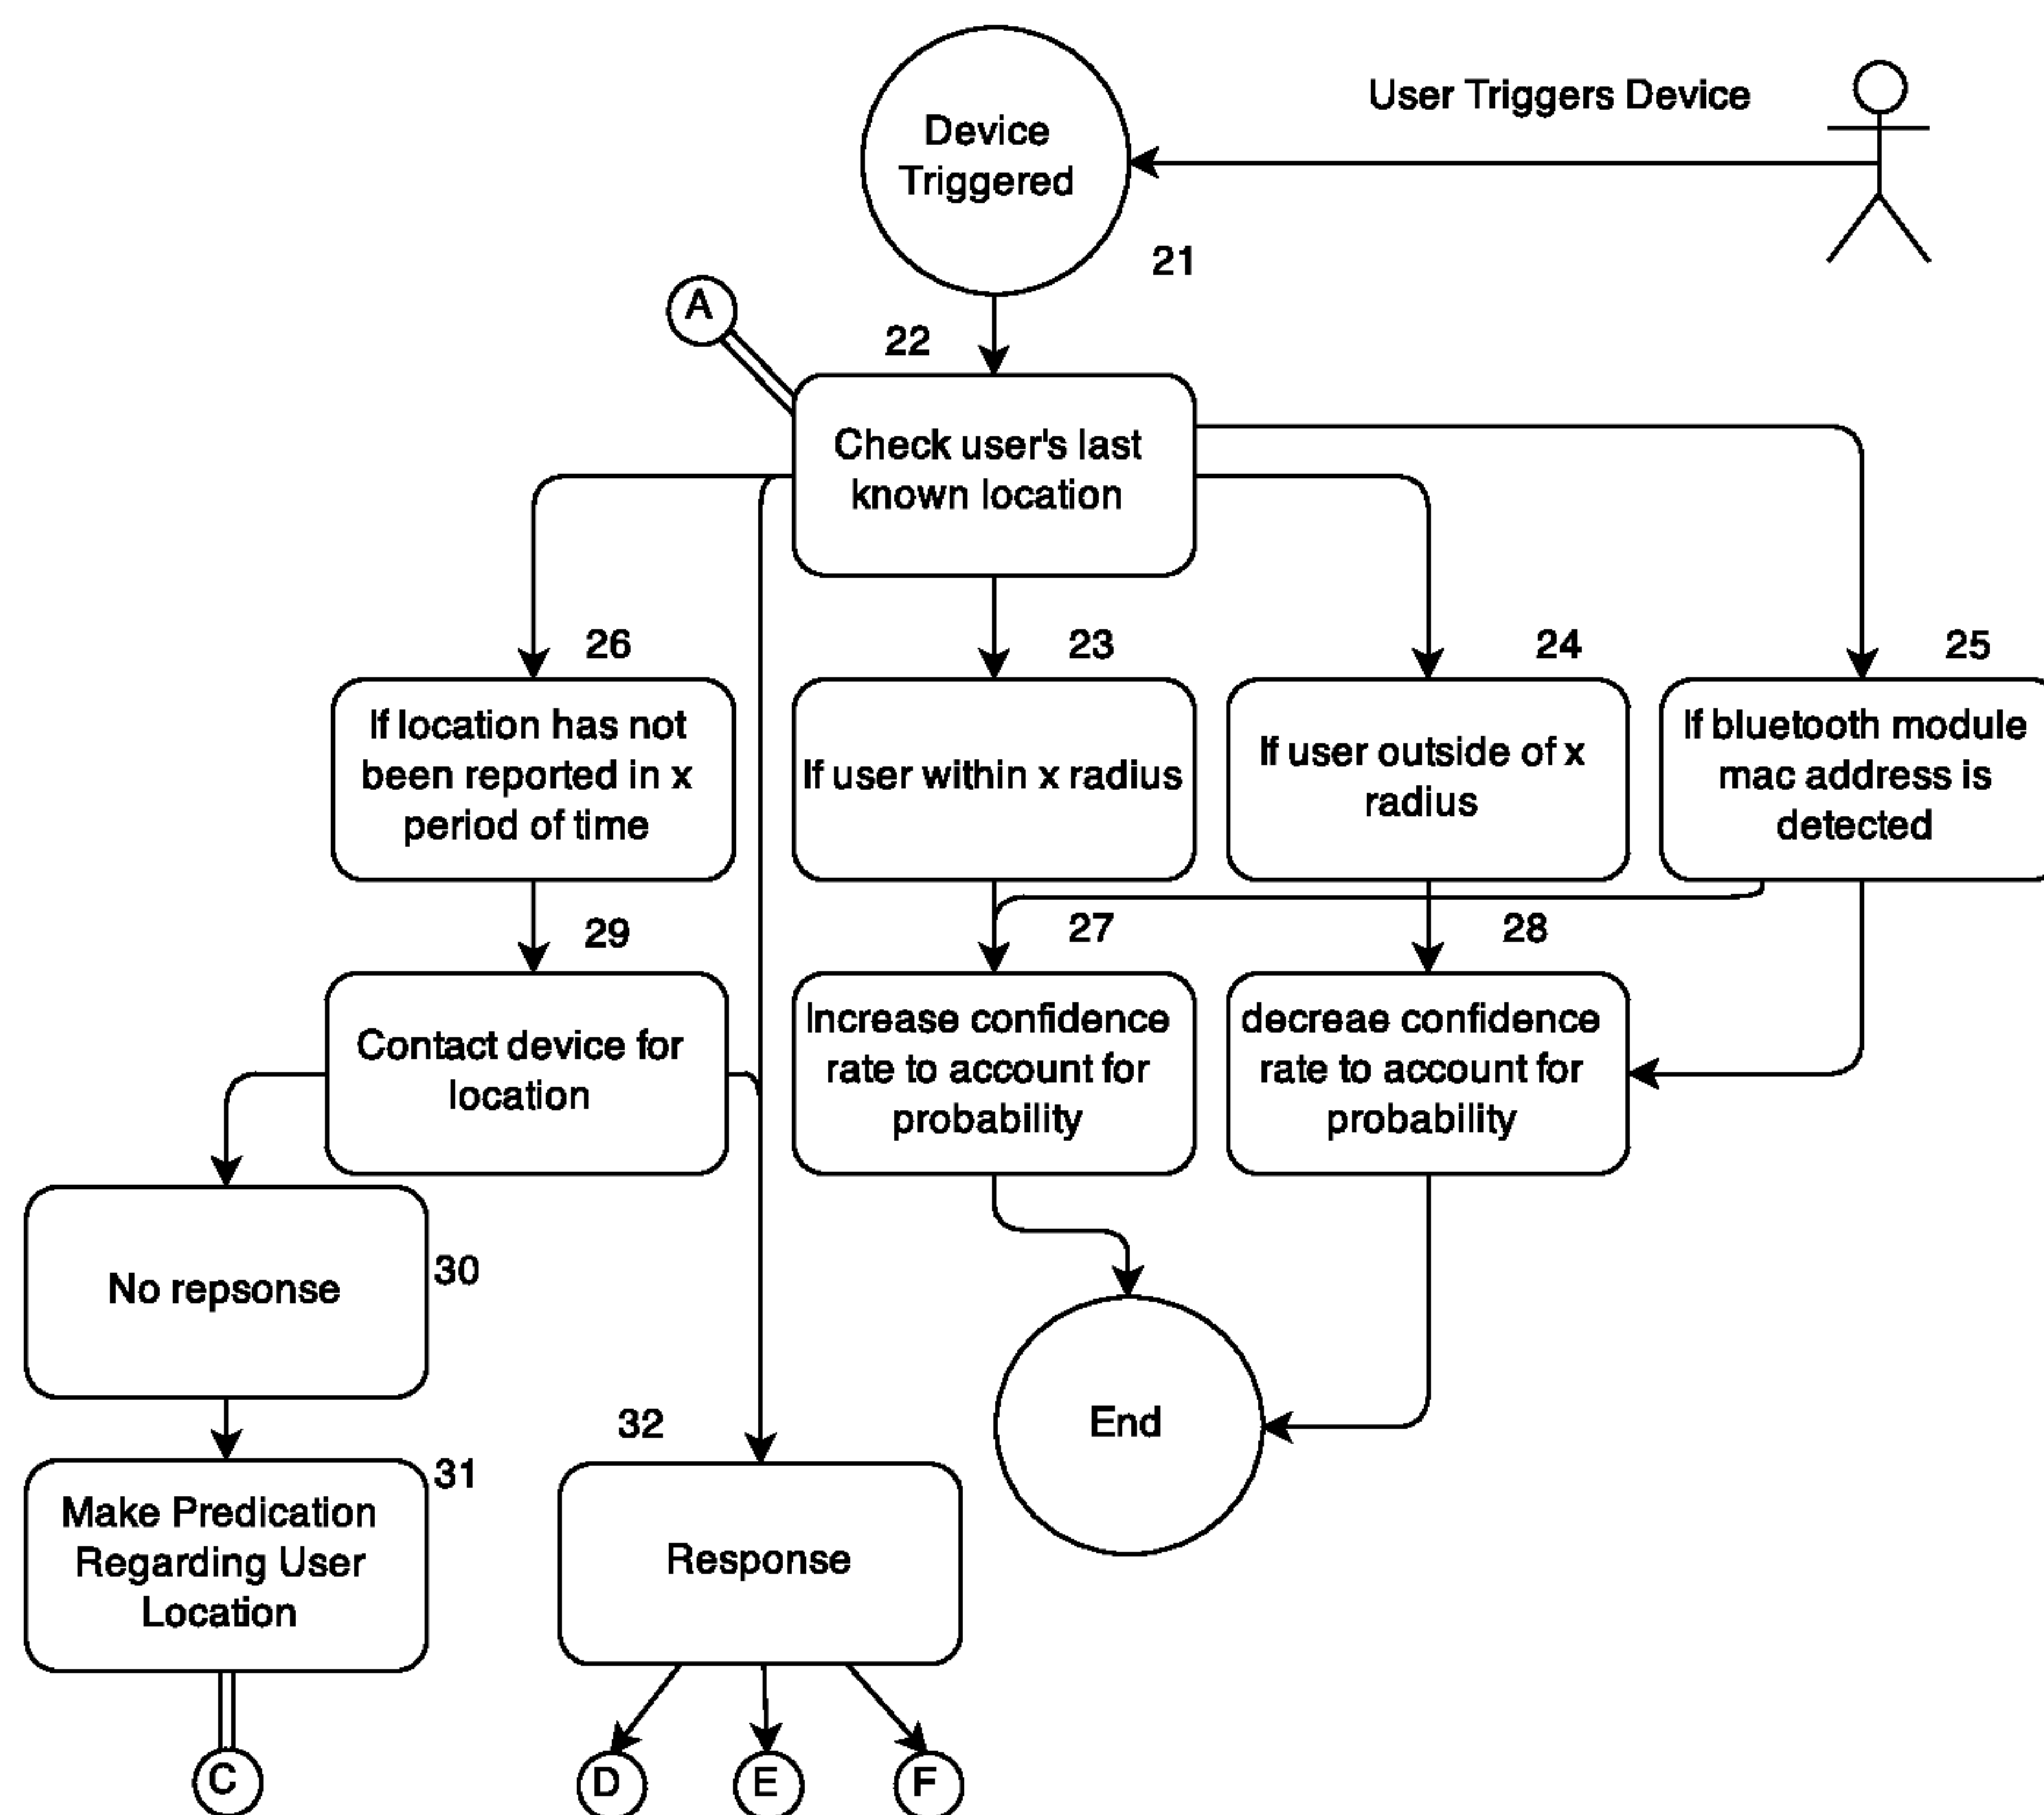 User Triggers Device
Device
Triggered
21
A
22
Check user's last
known location
26
23
24
25
If location has not
been reported in x
period of time
If user within x radius
If user outside of x
radius
If bluetooth module
mac address is
detected
29
27
28
Contact device for
location
Increase confidence
rate to account for
probability
decreae confidence
rate to account for
probability
No repsonse
30
End
32
31
Make Predication
Regarding User
Location
Response
C
D
E
F